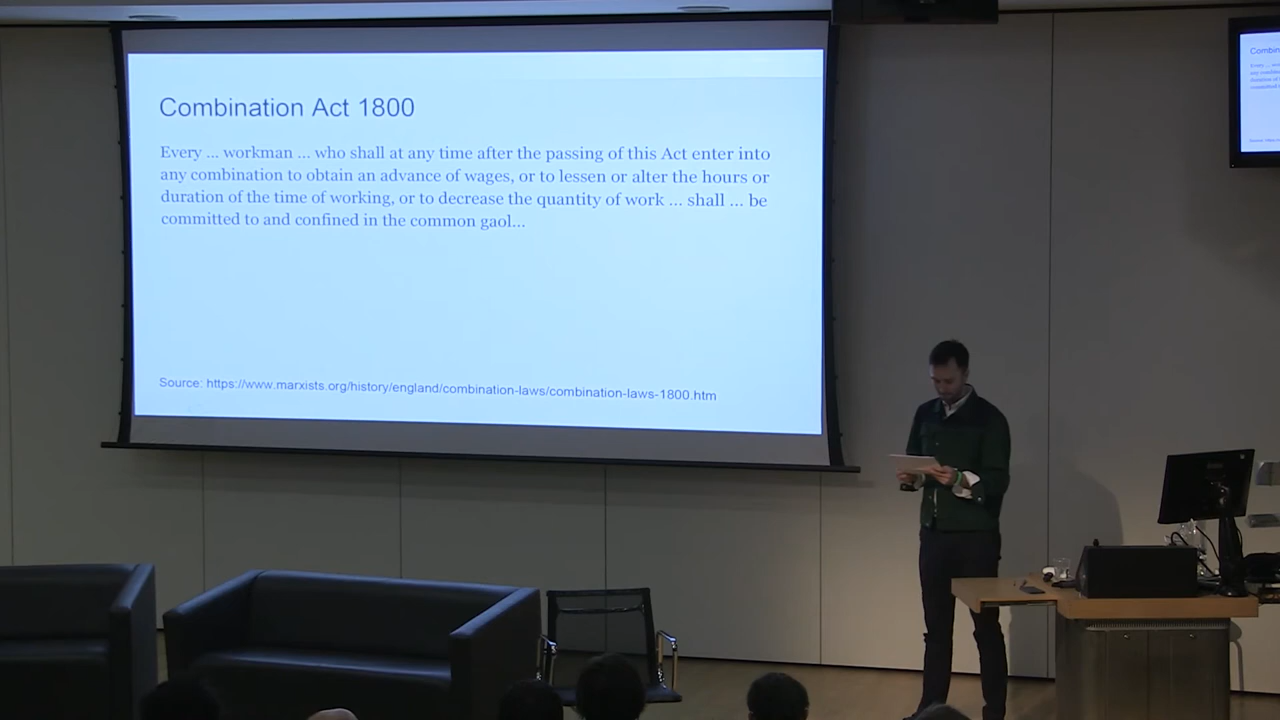 Combination Act 1800
Every ... workman ... who shall at any time after the passing of this Act enter into
any combination to obtain an advance of wages, or to lessen or alter the hours or
duration of the time of working, or to decrease the quantity of work ... shall ... be
committed to and confined in the common gaol...
Source: https://www.marxists.org/history/england/combination-laws/combination-laws-1800.htm
Combin